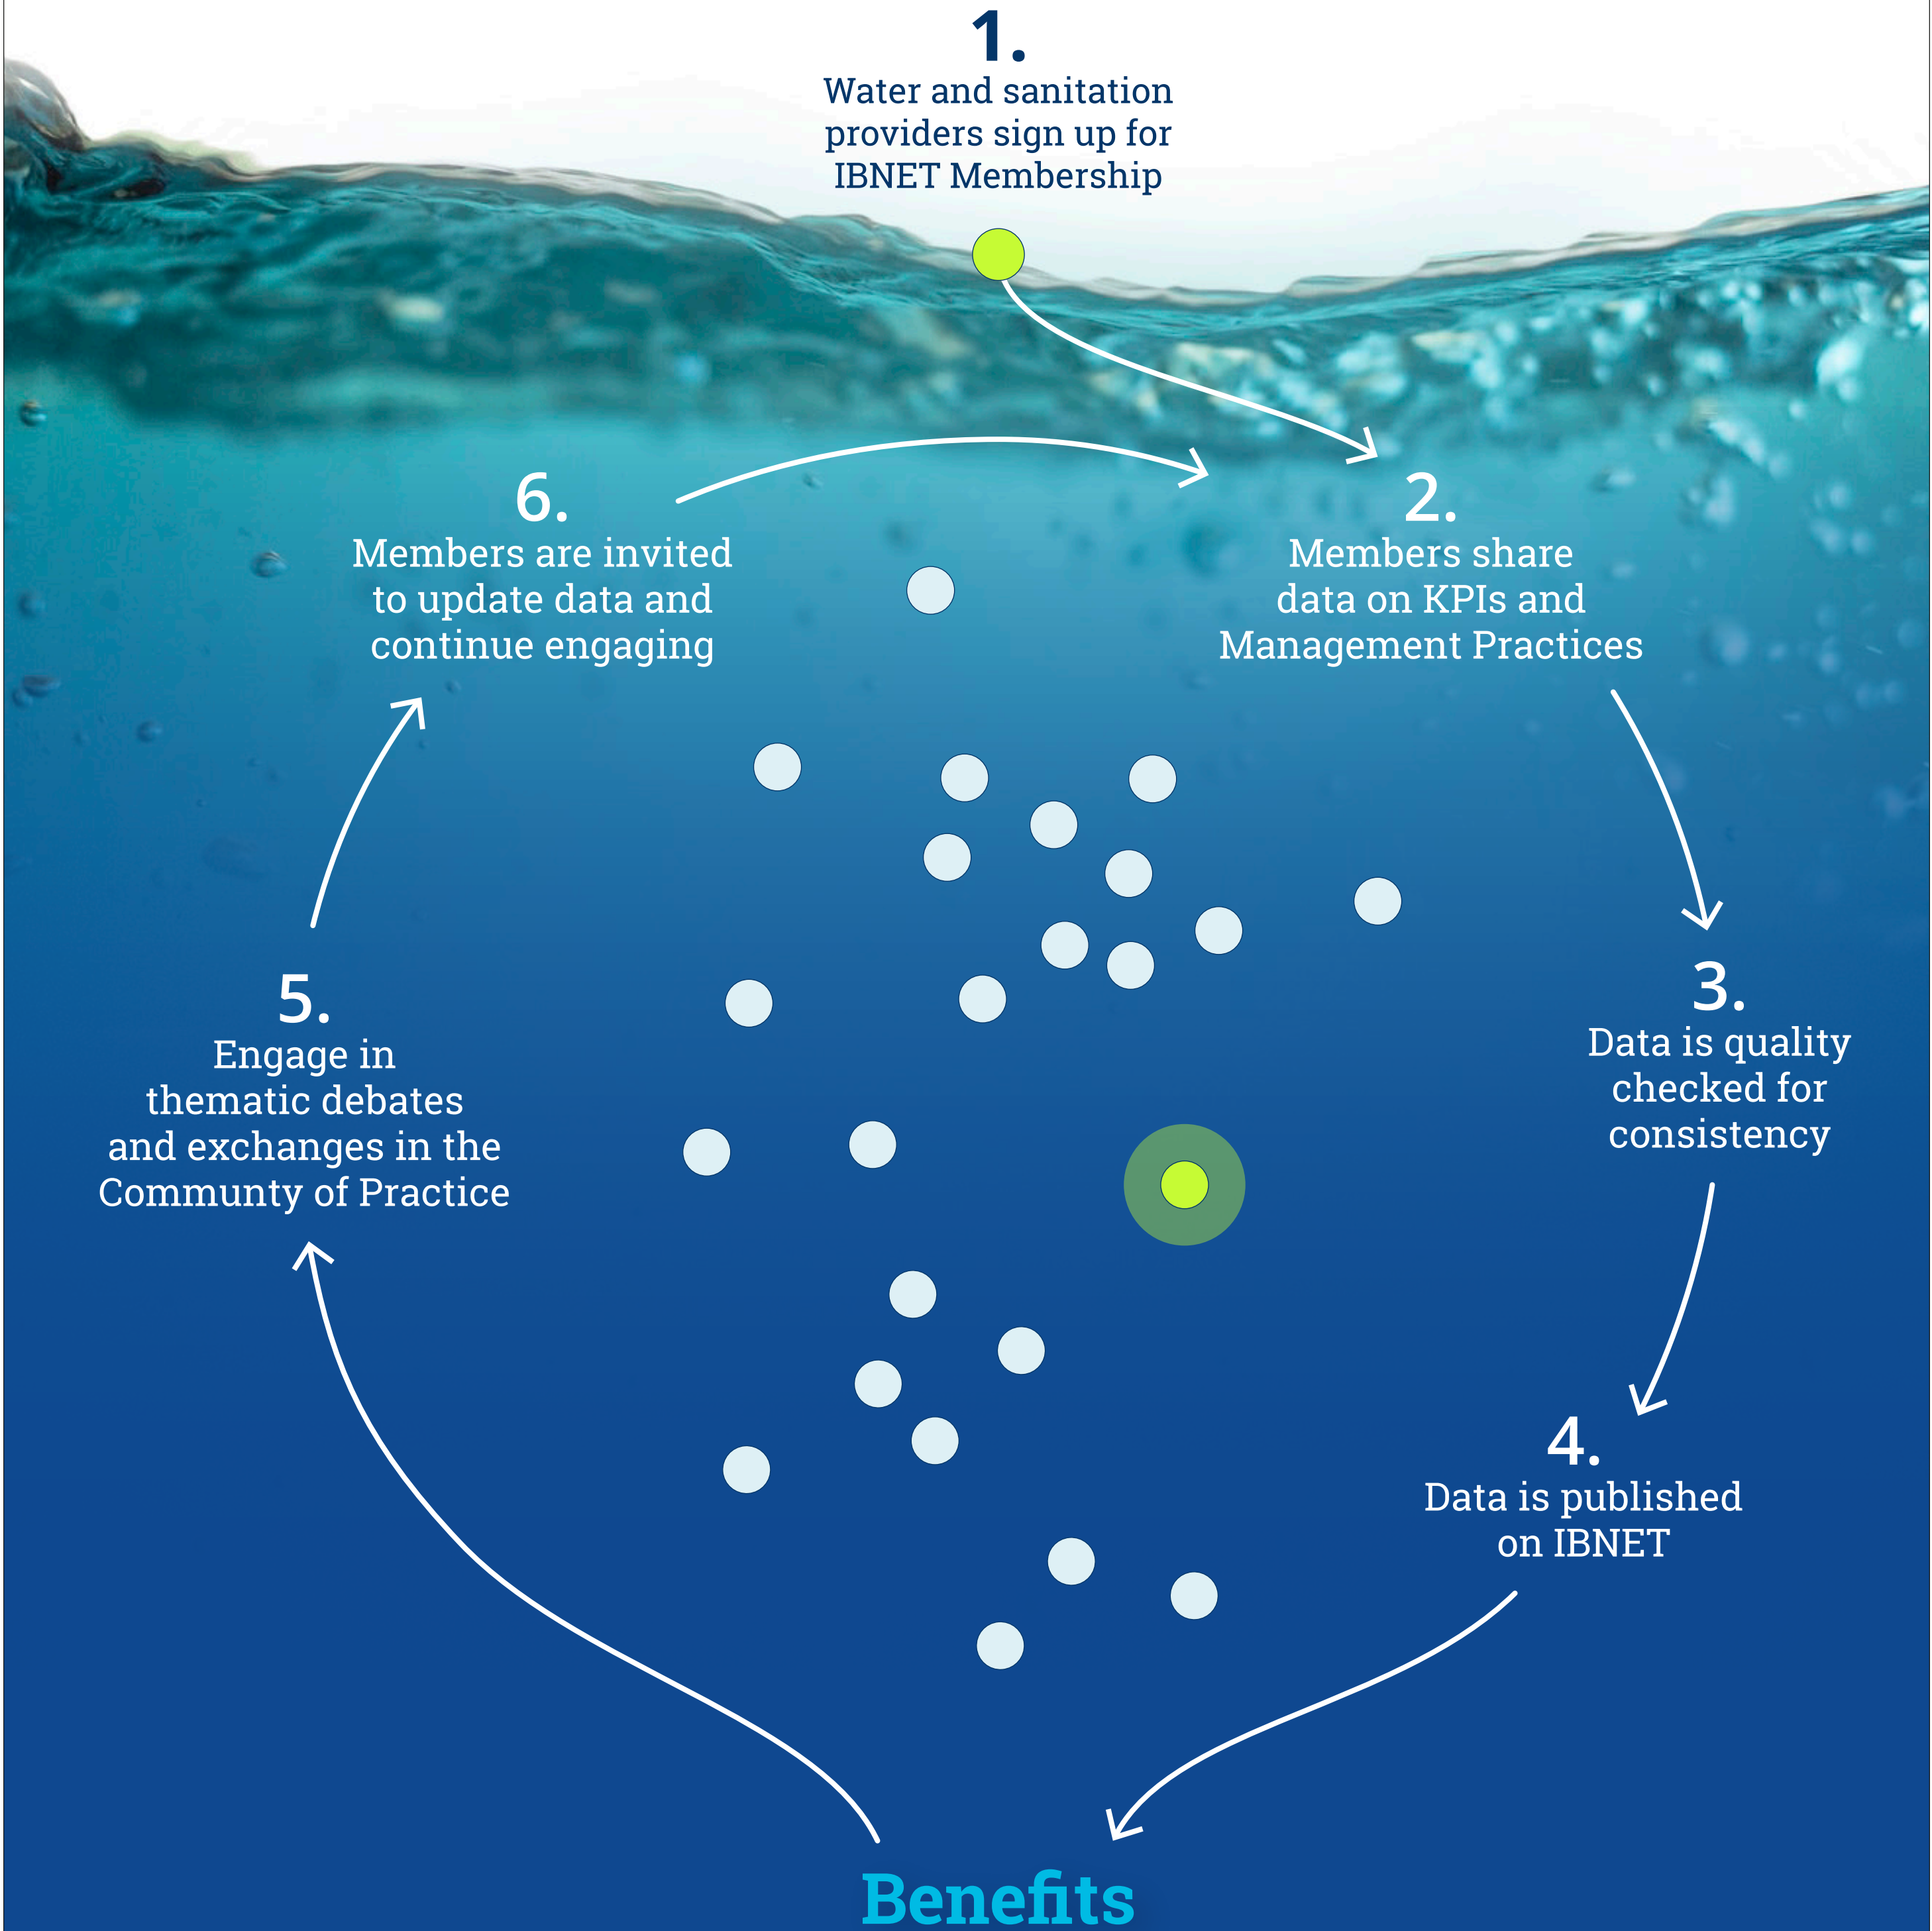 1.
Water and sanitation
providers sign up for
IBNET Membership
2.
Members share
data on KPIs and
Management Practices
3.
Data is quality
checked for
consistency
4.
Data is published
on IBNET
Benefits
5.
Engage in
thematic debates
and exchanges in the
Communty of Practice
6.
Members are invited
to update data and
continue engaging